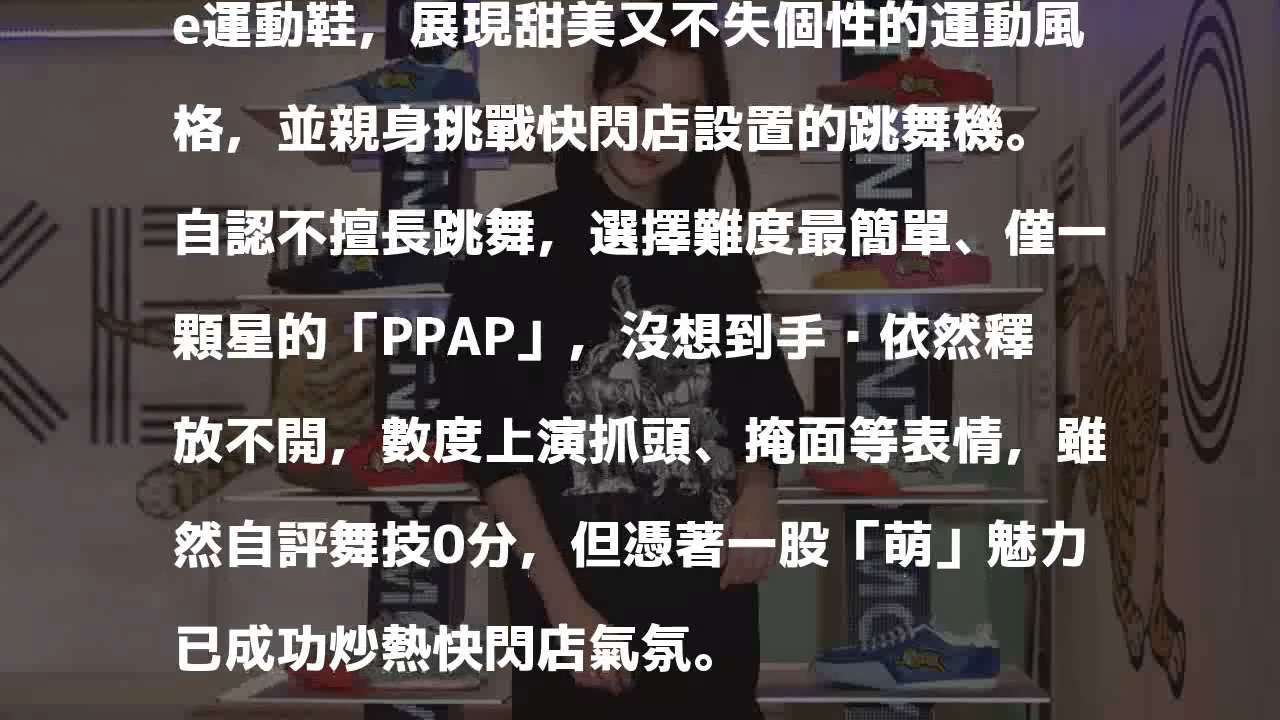 e運動鞋，展現甜美又不失個性的運動風
格，並親身挑戰快閃店設置的跳舞機。
自認不擅長跳舞，選擇難度最簡單、僅一
顆星的「PPAP」，沒想到手·依然釋
放不開，數度上演抓頭、掩面等表情，雖
然自評舞技0分，但憑著一股「萌」魅力
已成功炒熱快閃店氣氛。
PARIS